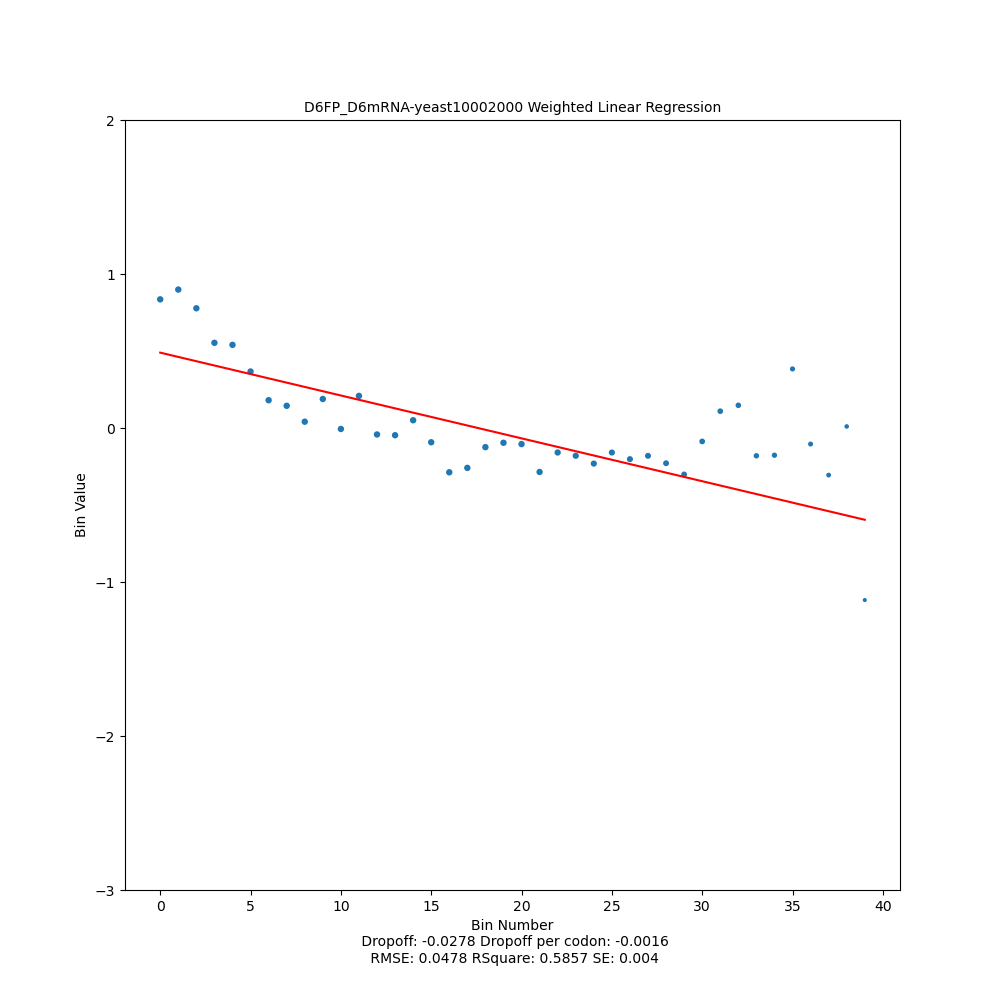 D6FP_D6mRNA-yeast10002000 Weighted Linear Regression
2
1
0
−1
−2
−3
Bin Value
0 5 10 15 20 25 30 35 40
Bin Number
Dropoff: -0.0278 Dropoff per codon: -0.0016
RMSE: 0.0478 RSquare: 0.5857 SE: 0.004